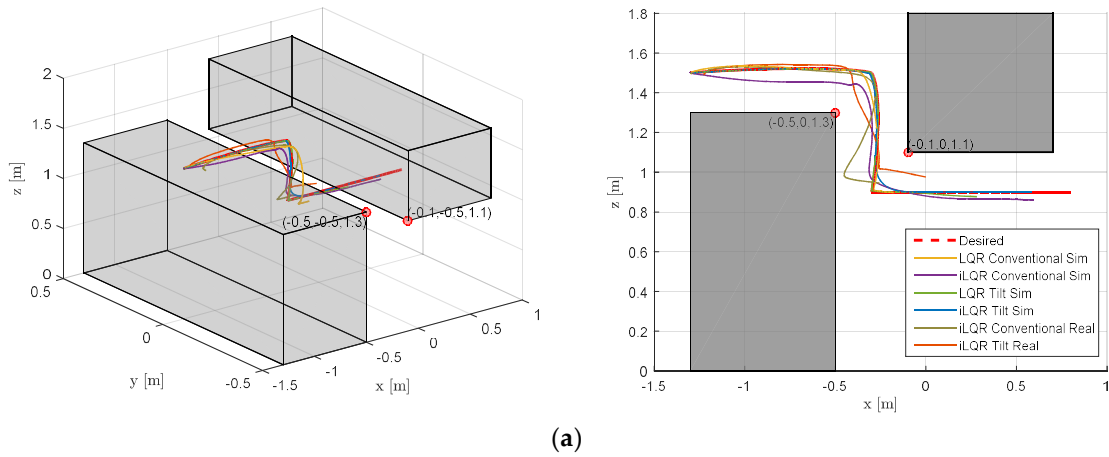 2
1.5
1
0.5
0
z [m]
0.5
0
-0.5
y [m]
-1.5
-1
-0.5
0
0.5
1
x [m]
(-0.5,-0.5,1.3)
(-0.1,-0.5,1.1)
1.8
1.6
1.4
1.2
1
0.8
0.6
0.4
0.2
0
z [m]
(-0.5,0,1.3)
(-0.1,0,1.1)
Desired
LQR Conventional Sim
iLQR Conventional Sim
LQR Tilt Sim
iLQR Tilt Sim
iLQR Conventional Real
iLQR Tilt Real
-1.5 -1 -0.5 0 0.5 1
x [m]
(a)